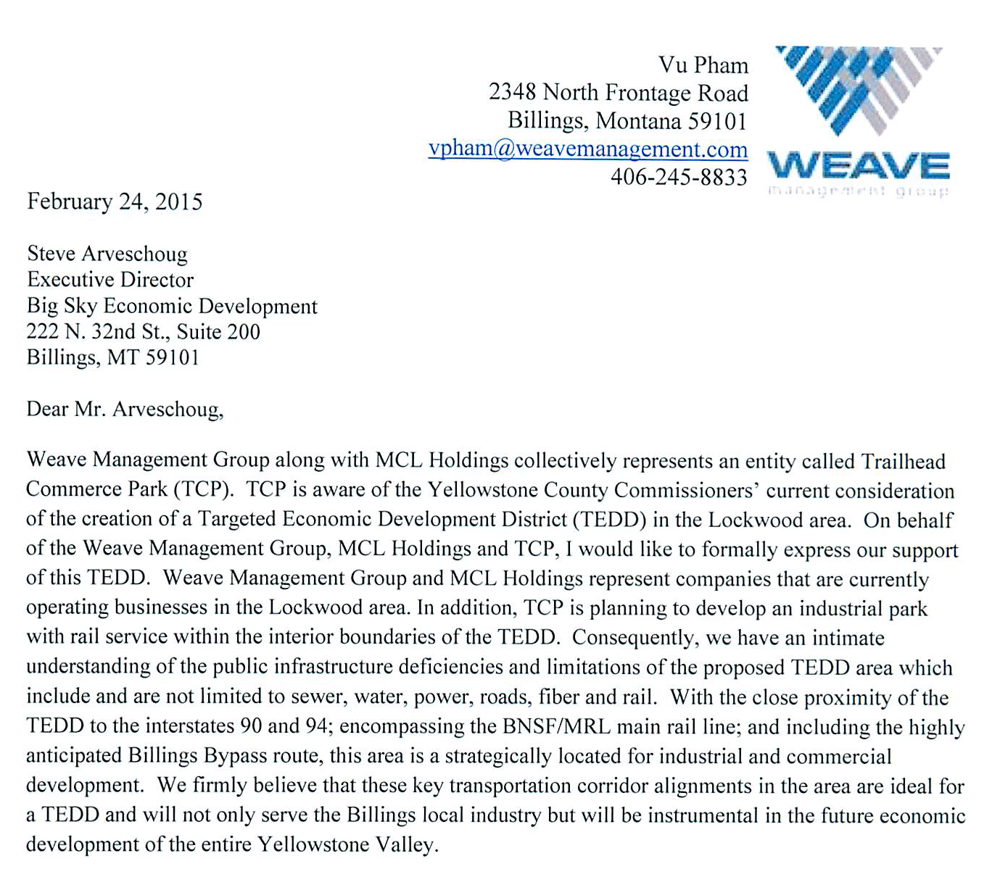 Vu Pham
2348 North Frontage Road
Billings, Montana 59101
vpham@weavemanagement.com
406-245-8833
WEAVE
management group
February 24, 2015
Steve Arveschoug
Executive Director
Big Sky Economic Development
222 N. 32nd St., Suite 200
Billings, MT 59101
Dear Mr. Arveschoug,
Weave Management Group along with MCL Holdings collectively represents an entity called Trailhead
Commerce Park (TCP).  TCP is aware of the Yellowstone County Commissioners’ current consideration
of the creation of a Targeted Economic Development District (TEDD) in the Lockwood area.  On behalf
of the Weave Management Group, MCL Holdings and TCP, I would like to formally express our support
of this TEDD.  Weave Management Group and MCL Holdings represent companies that are currently
operating businesses in the Lockwood area. In addition, TCP is planning to develop an industrial park
with rail service within the interior boundaries of the TEDD.  Consequently, we have an intimate
understanding of the public infrastructure deficiencies and limitations of the proposed TEDD area which
include and are not limited to sewer, water, power, roads, fiber and rail.  With the close proximity of the
TEDD to the interstates 90 and 94; encompassing the BNSF/MRL main rail line; and including the highly
anticipated Billings Bypass route, this area is a strategically located for industrial and commercial
development.  We firmly believe that these key transportation corridor alignments in the area are ideal for
a TEDD and will not only serve the Billings local industry but will be instrumental in the future economic
development of the entire Yellowstone Valley.